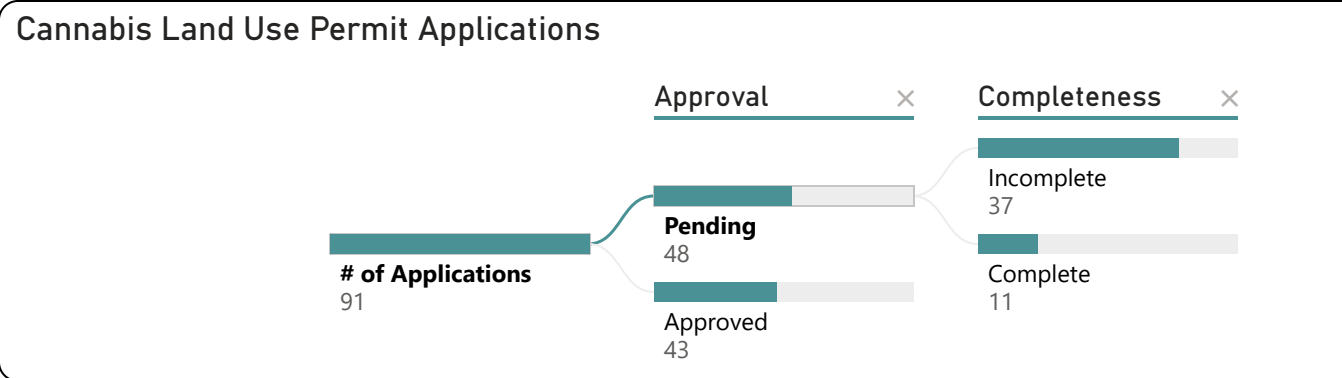 Cannabis Land Use Permit Applications
Approval
Completeness
Incomplete
37
Pending
48
# of Applications
91
Complete
11
Approved
43